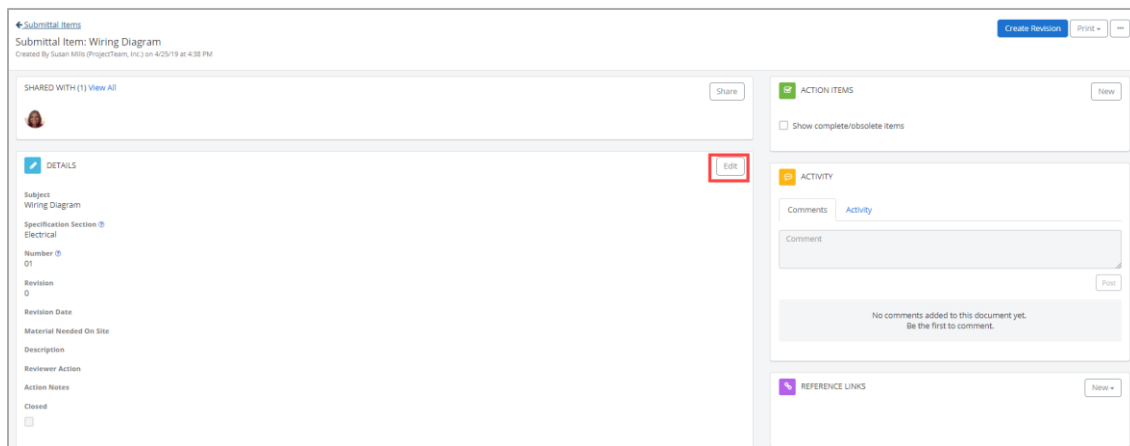 Submittal Items
Submittal Item: Wiring Diagram
Created By Susan Mills (ProjectTeam, Inc.) on 4/25/19 at 4:38 PM
Create Revision
Print
SHARED WITH (1) View All
Share
DETAILS
Edit
Subject
Wiring Diagram
Specification Section
Electrical
Number
01
Revision
0
Revision Date
Material Needed On Site
Description
Reviewer Action
Action Notes
Closed
ACTION ITEMS
New
Show complete/obsolete items
ACTIVITY
Comments Activity
Comment
Post
No comments added to this document yet.
Be the first to comment.
REFERENCE LINKS
New